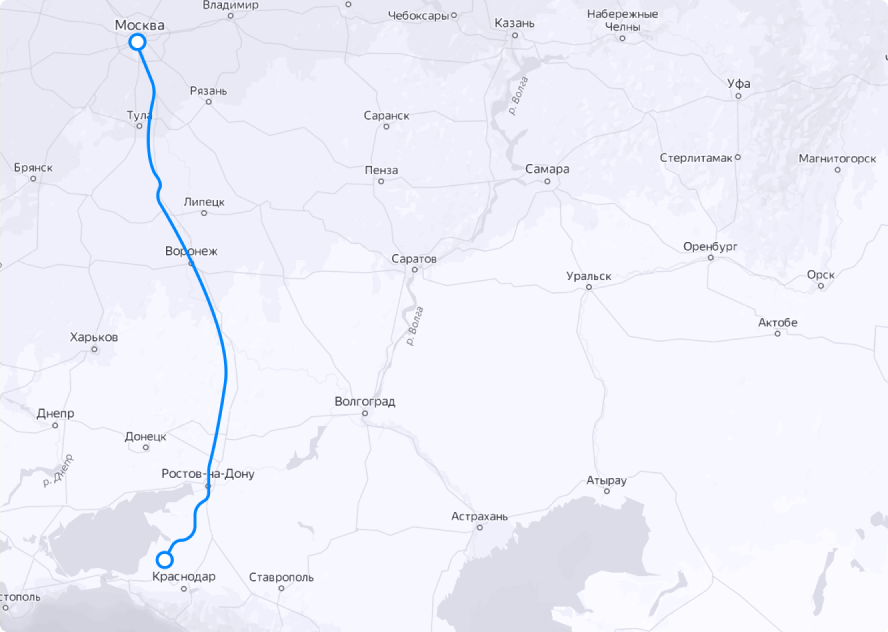 Владимир
Чебоксары
Казань
Набережные
Челны
Москва
р. Волга
Уфа
Рязань
Тула
Саранск
Брянск
Пенза
Самара
Стерлитамак
Магнитогорск
Липецк
Воронеж
Саратов
Оренбург
Уральск
Орск
р. Волга
Харьков
Актобе
Волгоград
Днепр
Донецк
р. Днепр
Ростов-на-Дону
Атырау
Астрахань
Краснодар
Ставрополь
стополь